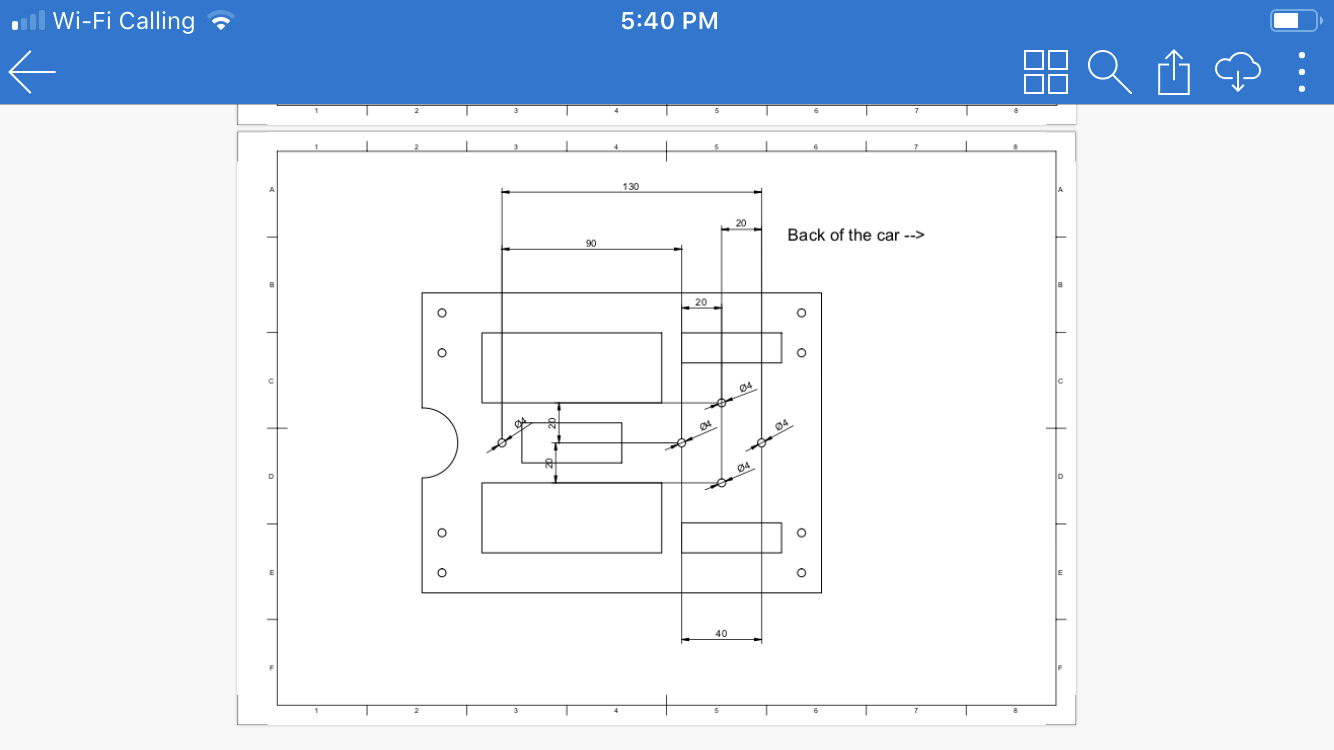 Wi-Fi Calling 5:40 PM
1 2 3 4 5 6 7 8
1 2 3 4 5 6 7 8
A 130 A
20
Back of the car -->
90
B B
20
C C
Ø4
Ø4 20 Ø4 Ø4
20 Ø4
D D
E E
40
F F
1 2 3 4 5 6 7 8